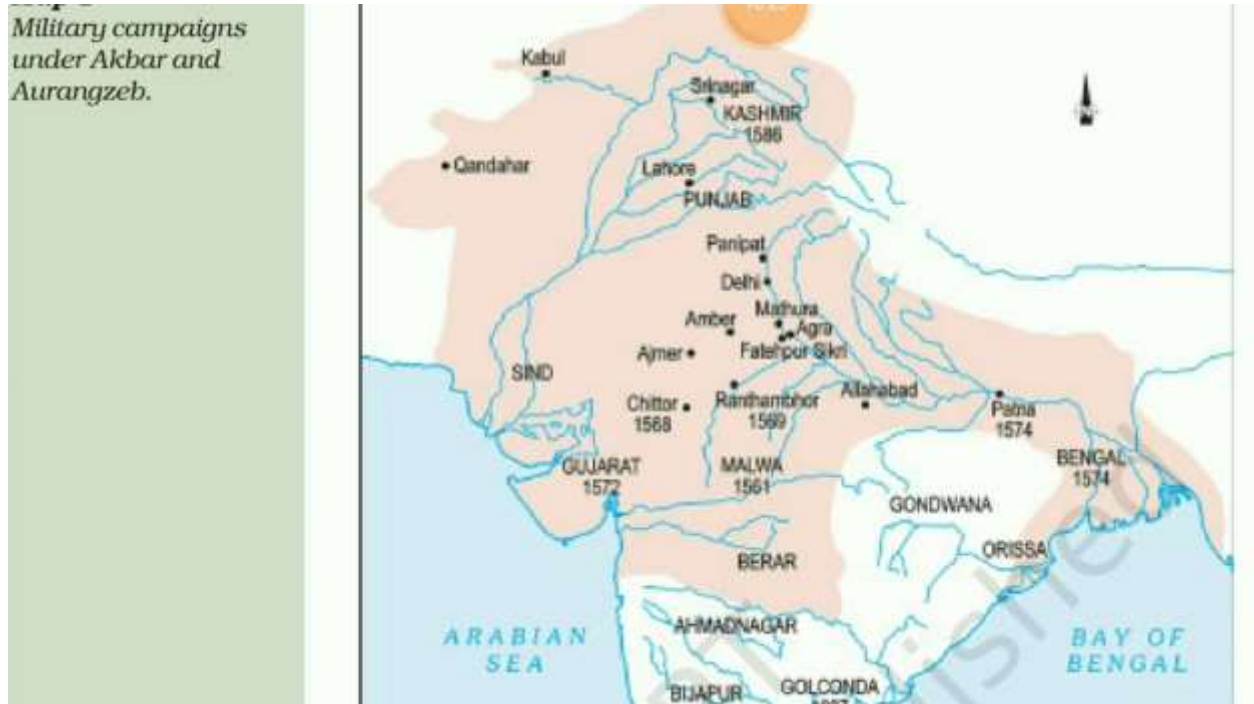 Military campaigns
under Akbar and
Aurangzeb.
Kabul
Srinagar
KASHMIR
1586
Qandahar
Lahore
PUNJAB
Panipat
Delhi
Mathura
Amber
Agra
Fatehpur Sikri
Ajmer
SIND
Chittor
1568
Ranthambhor
1569
Allahabad
Patna
1574
GUJARAT
1572
MALWA
1561
BENGAL
1574
GONDWANA
ORISSA
BERAR
AHMADNAGAR
ARABIAN
SEA
BAY OF
BENGAL
BIJAPUR
GOLCONDA